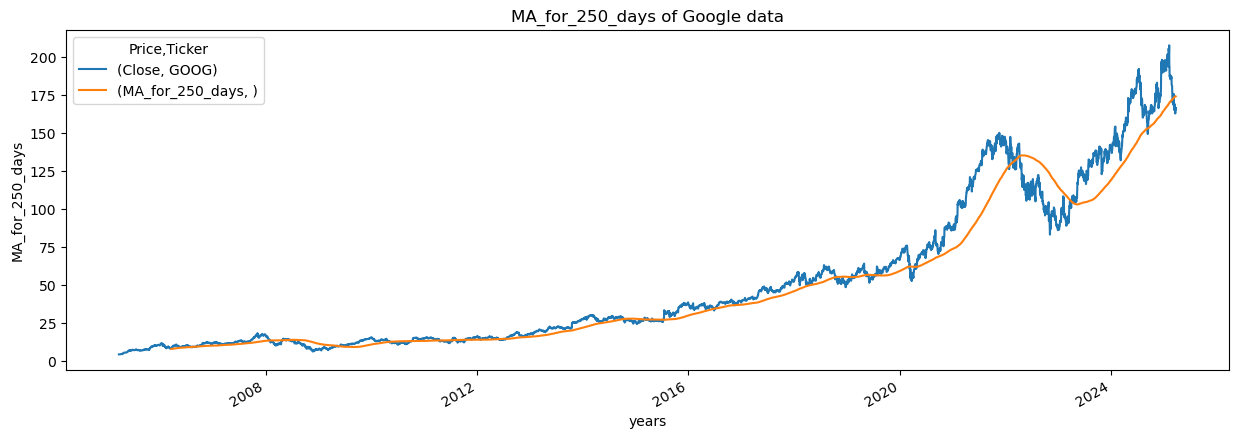 MA_for_250_days of Google data
Price,Ticker
(Close, GOOG)
(MA_for_250_days, )
MA_for_250_days
200
175
150
125
100
75
50
25
0
2008
2012
2016
2020
2024
years